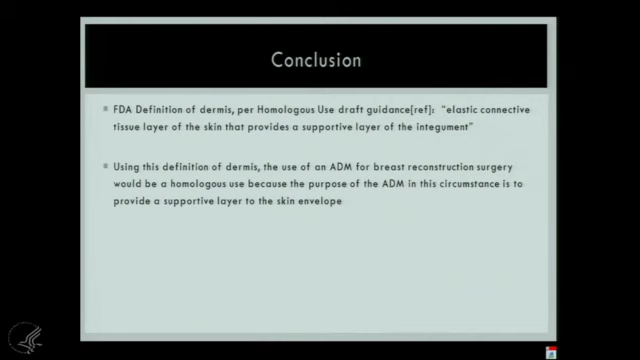 Conclusion
FDA Definition of dermis, per Homologous Use draft guidance[ref]: "elastic connective
tissue layer of the skin that provides a supportive layer of the integument"
Using this definition of dermis, the use of an ADM for breast reconstruction surgery
would be a homologous use because the purpose of the ADM in this circumstance is to
provide a supportive layer to the skin envelope